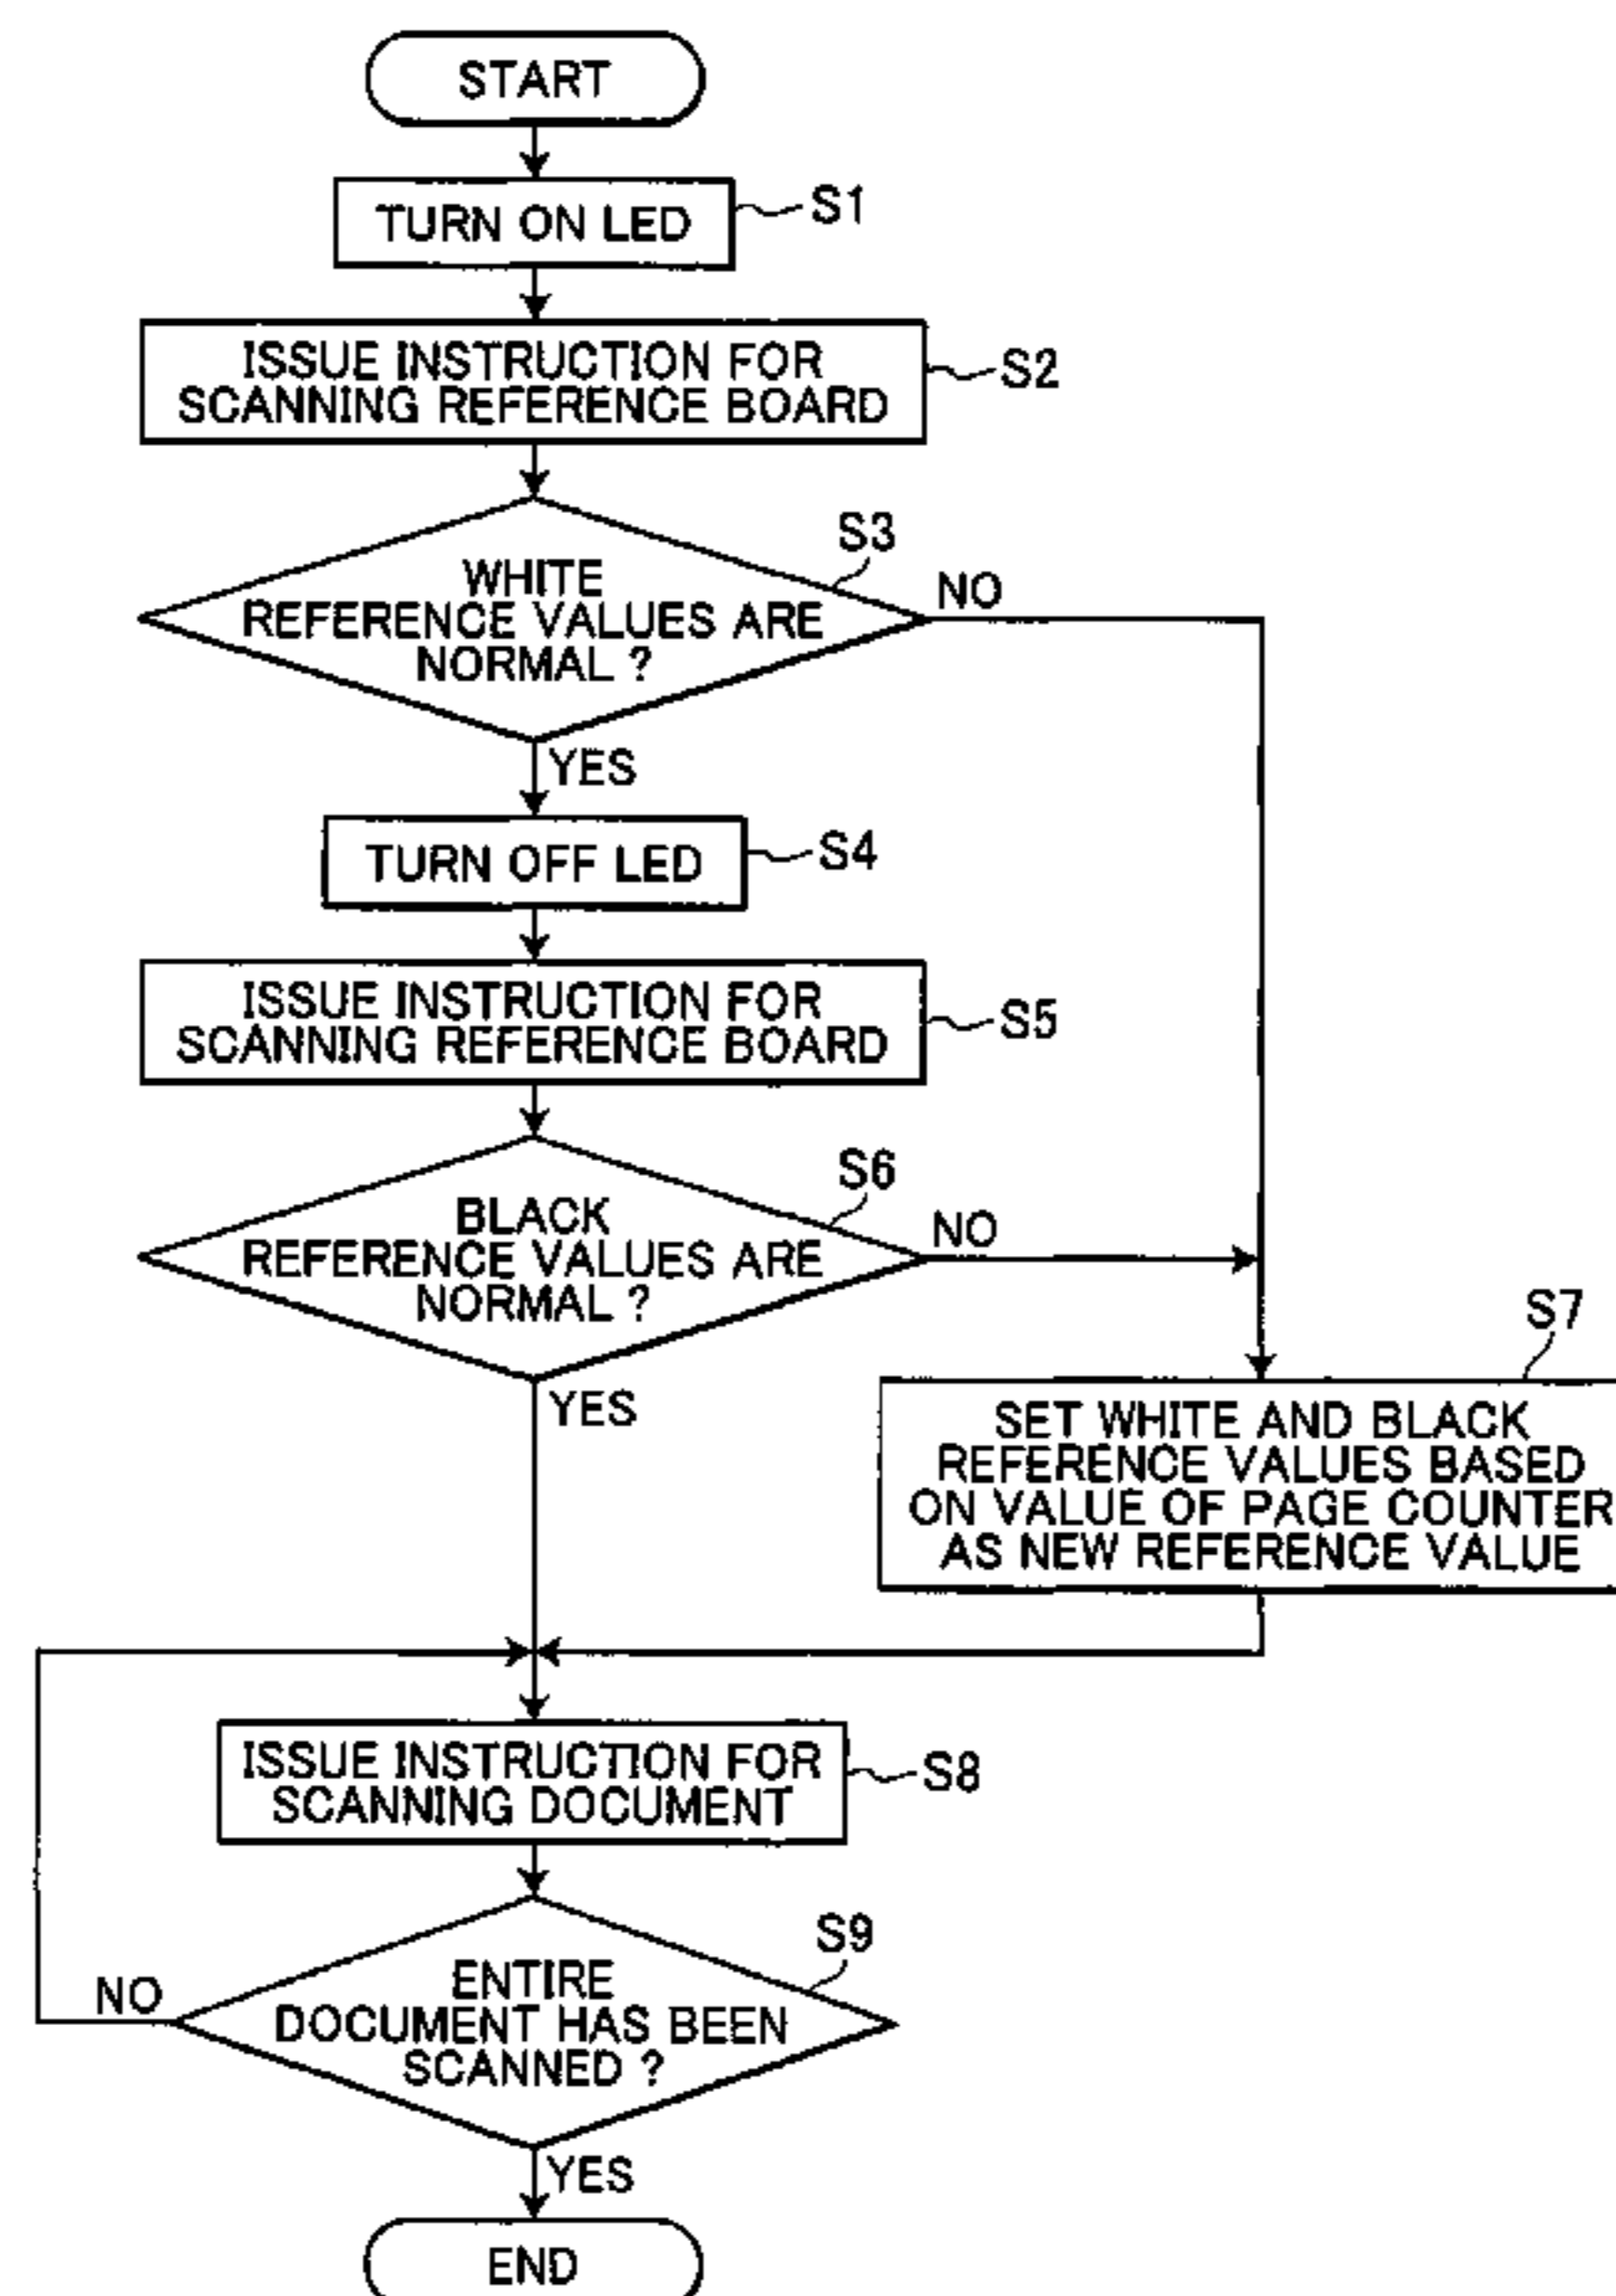 START
TURN ON LED
S1
ISSUE INSTRUCTION FOR
SCANNING REFERENCE BOARD
S2
S3
WHITE
REFERENCE VALUES ARE
NORMAL ?
NO
YES
TURN OFF LED
S4
ISSUE INSTRUCTION FOR
SCANNING REFERENCE BOARD
S5
S6
BLACK
REFERENCE VALUES ARE
NORMAL ?
NO
YES
S7
SET WHITE AND BLACK
REFERENCE VALUES BASED
ON VALUE OF PAGE COUNTER
AS NEW REFERENCE VALUE
ISSUE INSTRUCTION FOR
SCANNING DOCUMENT
S8
S9
ENTIRE
DOCUMENT HAS BEEN
SCANNED ?
NO
YES
END